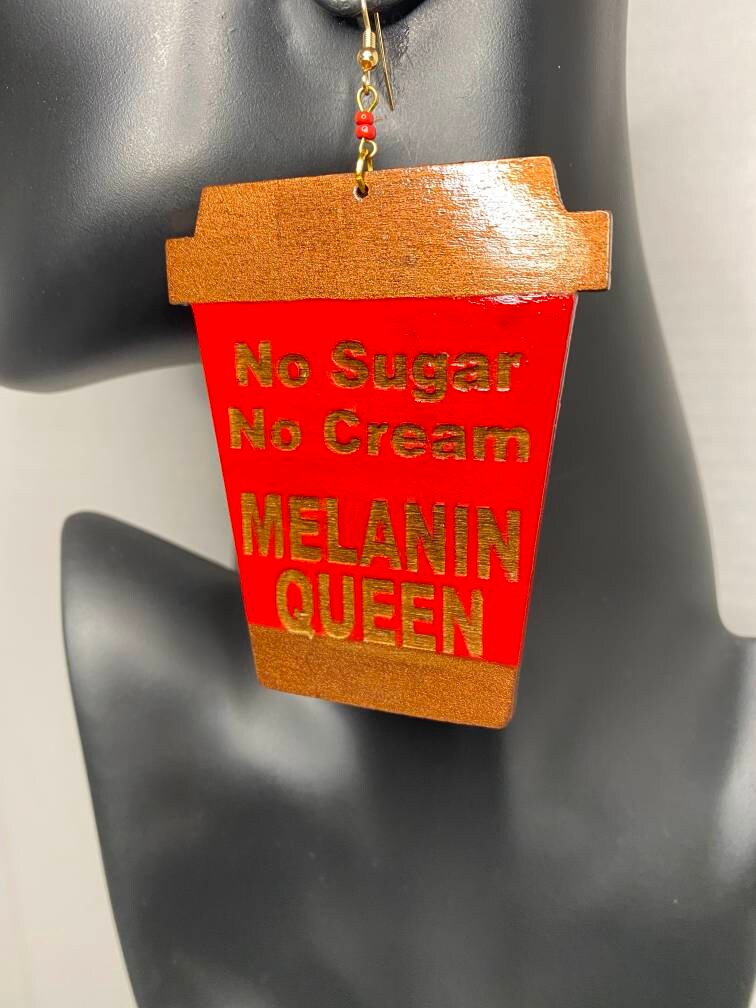 No Sugar
No Cream
MELANIN
QUEEN